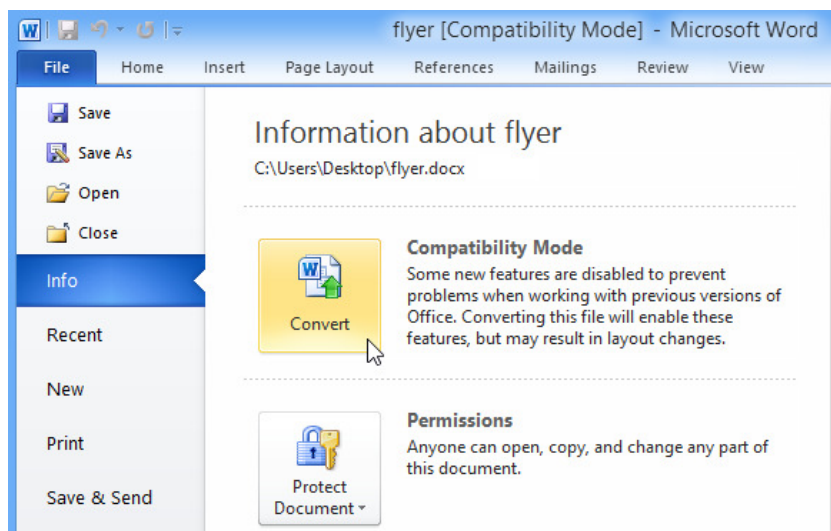 flyer [Compatibility Mode] - Microsoft Word
File Home Insert Page Layout References Mailings Review View
Save
Save As
Open
Close
Info
Recent
New
Print
Save & Send
Information about flyer
C:\Users\Desktop\flyer.docx
Convert
Compatibility Mode
Some new features are disabled to prevent
problems when working with previous versions of
Office. Converting this file will enable these
features, but may result in layout changes.
Protect
Document
Permissions
Anyone can open, copy, and change any part of
this document.